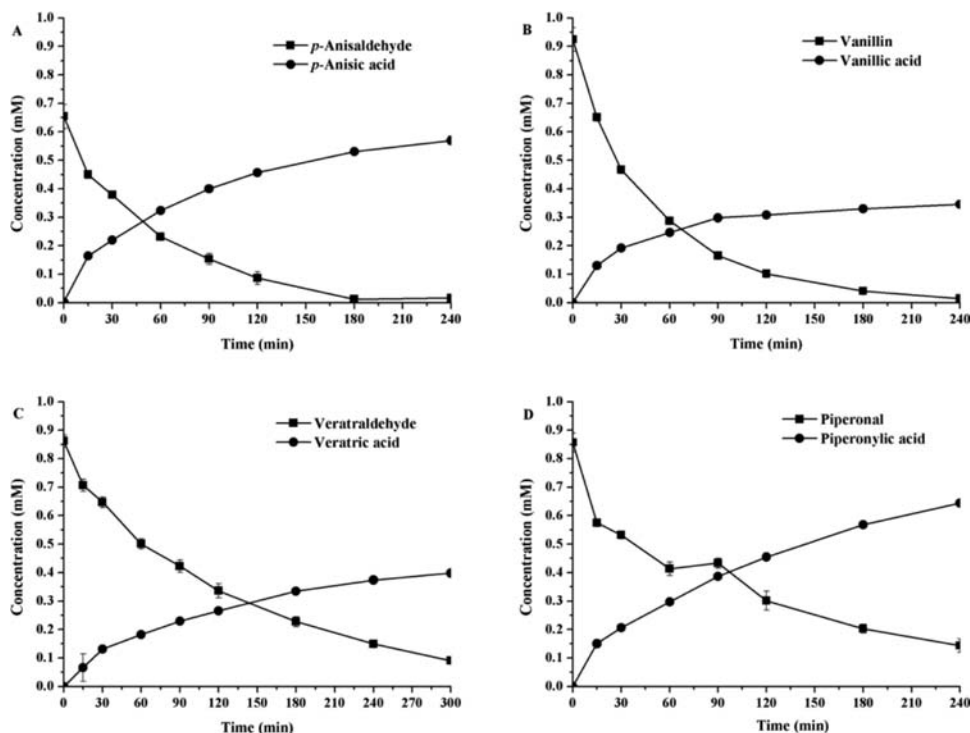 A
p-Anisaldehyde
p-Anisic acid
Concentration (mM)
1.0
0.9
0.8
0.7
0.6
0.5
0.4
0.3
0.2
0.1
0.0
0 30 60 90 120 150 180 210 240
Time (min)
B
Vanillin
Vanillic acid
Concentration (mM)
1.0
0.9
0.8
0.7
0.6
0.5
0.4
0.3
0.2
0.1
0.0
0 30 60 90 120 150 180 210 240
Time (min)
C
Veratraldehyde
Veratric acid
Concentration (mM)
1.0
0.9
0.8
0.7
0.6
0.5
0.4
0.3
0.2
0.1
0.0
0 30 60 90 120 150 180 210 240 270 300
Time (min)
D
Piperonal
Piperonylic acid
Concentration (mM)
1.0
0.9
0.8
0.7
0.6
0.5
0.4
0.3
0.2
0.1
0.0
0 30 60 90 120 150 180 210 240
Time (min)